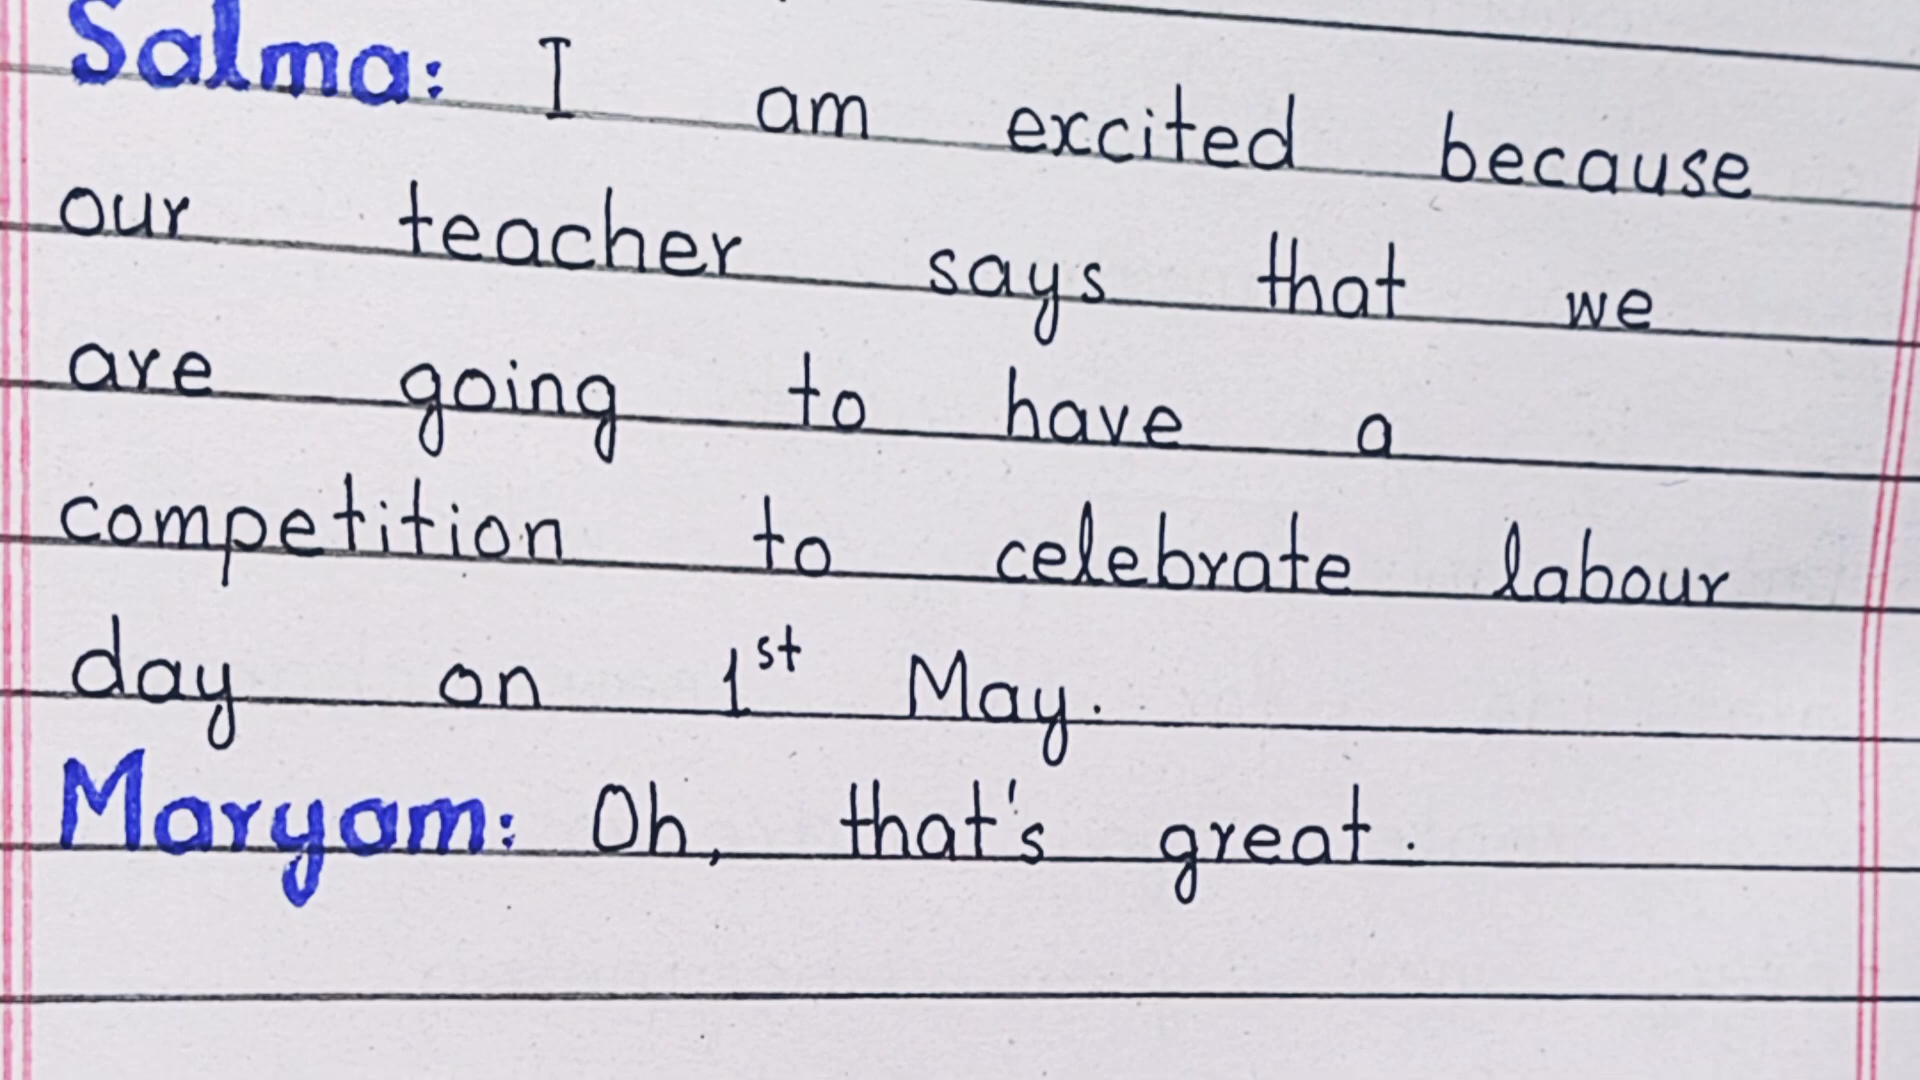 Salma: I am excited because
our teacher says that we
are going to have a
competition to celebrate labour
day on 1st May.
Maryam: Oh, that's great.